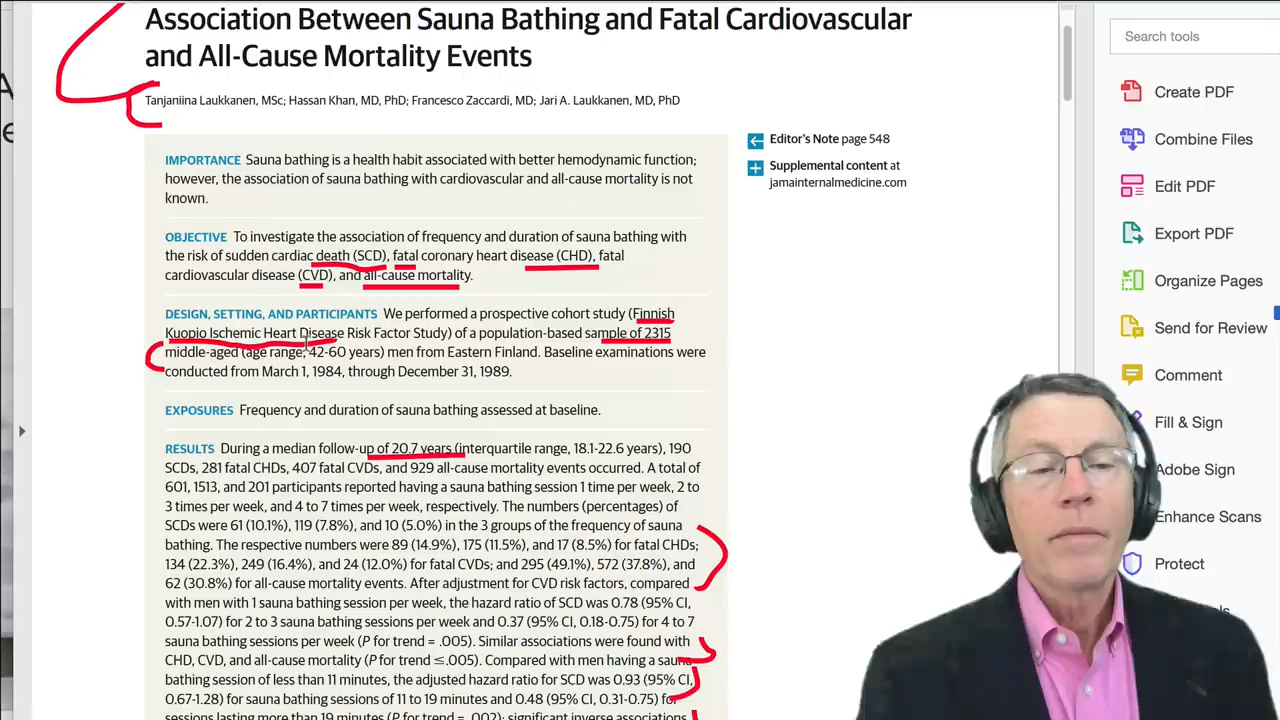 Association Between Sauna Bathing and Fatal Cardiovascular
and All-Cause Mortality Events
Tanjaniina Laukkanen, MSc; Hassan Khan, MD, PhD; Francesco Zaccardi, MD; Jari A. Laukkanen, MD, PhD
IMPORTANCE Sauna bathing is a health habit associated with better hemodynamic function;
however, the association of sauna bathing with cardiovascular and all-cause mortality is not
known.
OBJECTIVE To investigate the association of frequency and duration of sauna bathing with
the risk of sudden cardiac death (SCD), fatal coronary heart disease (CHD), fatal
cardiovascular disease (CVD), and all-cause mortality.
DESIGN, SETTING, AND PARTICIPANTS We performed a prospective cohort study (Finnish
Kuopio Ischemic Heart Disease Risk Factor Study) of a population-based sample of 2315
middle-aged (age range, 42-60 years) men from Eastern Finland. Baseline examinations were
conducted from March 1, 1984, through December 31, 1989.
EXPOSURES Frequency and duration of sauna bathing assessed at baseline.
RESULTS During a median follow-up of 20.7 years (interquartile range, 18.1-22.6 years), 190
SCDs, 281 fatal CHDs, 407 fatal CVDs, and 929 all-cause mortality events occurred. A total of
601, 1513, and 201 participants reported having a sauna bathing session 1 time per week, 2 to
3 times per week, and 4 to 7 times per week, respectively. The numbers (percentages) of
SCDs were 61 (10.1%), 119 (7.8%), and 10 (5.0%) in the 3 groups of the frequency of sauna
bathing. The respective numbers were 89 (14.9%), 175 (11.5%), and 17 (8.5%) for fatal CHDs;
134 (22.3%), 249 (16.4%), and 24 (12.0%) for fatal CVDs; and 295 (49.1%), 572 (37.8%), and
62 (30.8%) for all-cause mortality events. After adjustment for CVD risk factors, compared
with men with 1 sauna bathing session per week, the hazard ratio of SCD was 0.78 (95% CI,
0.57-1.07) for 2 to 3 sauna bathing sessions per week and 0.37 (95% CI, 0.18-0.75) for 4 to 7
sauna bathing sessions per week (P for trend = .005). Similar associations were found with
CHD, CVD, and all-cause mortality (P for trend ≤.005). Compared with men having a sauna
bathing session of less than 11 minutes, the adjusted hazard ratio for SCD was 0.93 (95% CI,
0.67-1.28) for sauna bathing sessions of 11 to 19 minutes and 0.48 (95% CI, 0.31-0.75) for
sessions lasting more than 19 minutes (P for trend = .002); significant inverse associations
Editor's Note page 548
Supplemental content at
jamainternalmedicine.com
Search tools
Create PDF
Combine Files
Edit PDF
Export PDF
Organize Pages
Send for Review
Comment
Fill & Sign
Adobe Sign
Enhance Scans
Protect